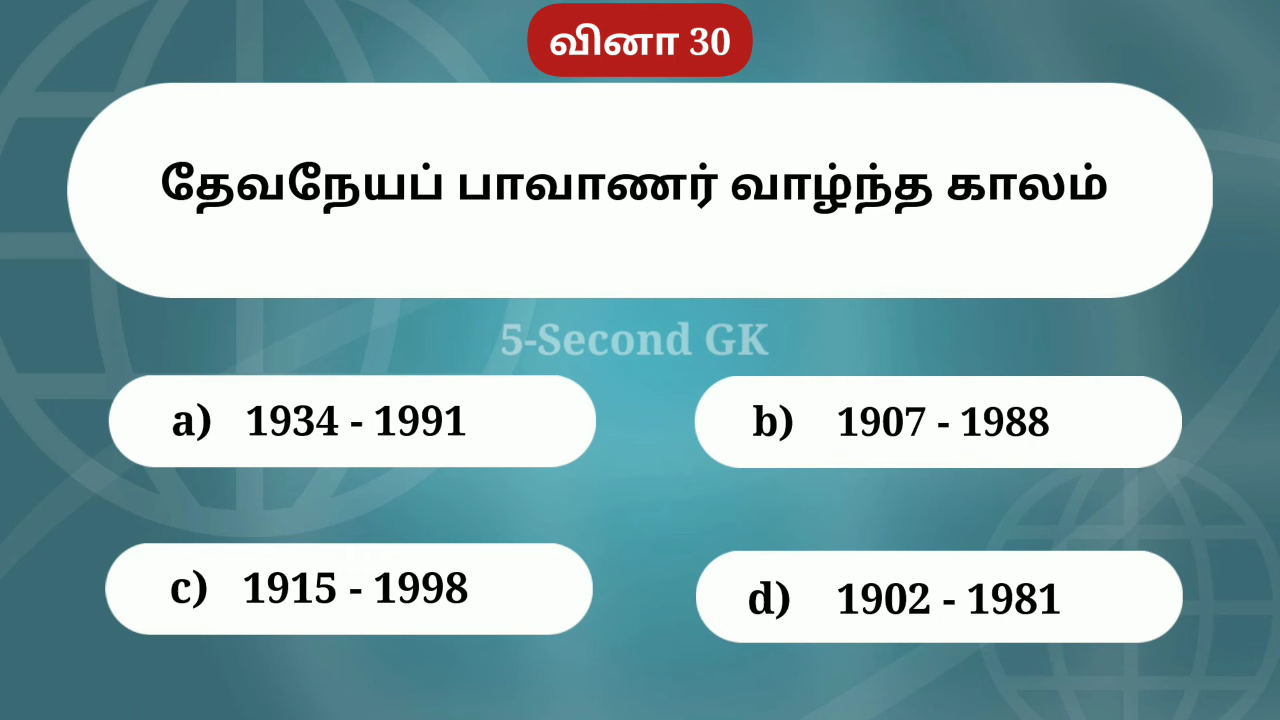 வினா 30
தேவநேயப் பாவாணர் வாழ்ந்த காலம்
5-Second GK
a) 1934 - 1991
b) 1907 - 1988
c) 1915 - 1998
d) 1902 - 1981